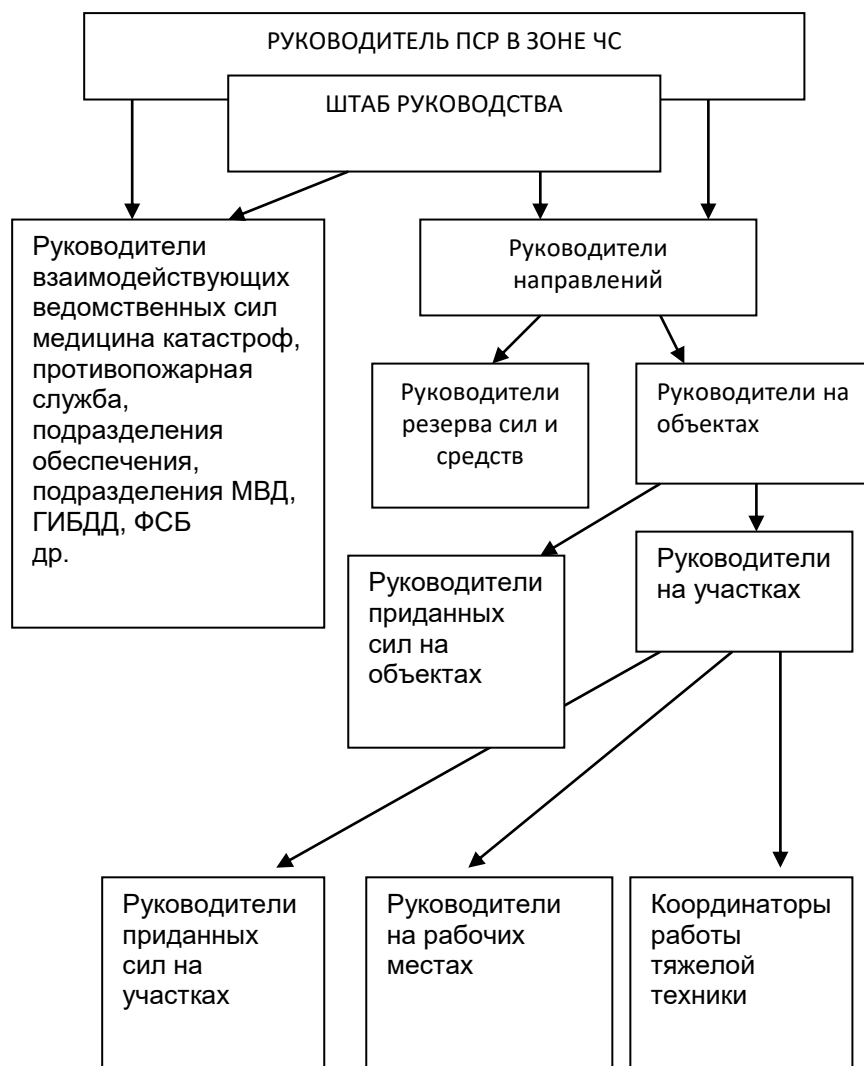 РУКОВОДИТЕЛЬ ПСР В ЗОНЕ ЧС
ШТАБ РУКОВОДСТВА
Руководители
взаимодействующих
ведомственных сил
медицина катастроф,
противопожарная
служба,
подразделения
обеспечения,
подразделения МВД,
ГИБДД, ФСБ
др.
Руководители
направлений
Руководители
резерва сил и
средств
Руководители на
объектах
Руководители
приданных
сил на
объектах
Руководители
на участках
Руководители
приданных
сил на
участках
Руководители
на рабочих
местах
Координаторы
работы
тяжелой
техники